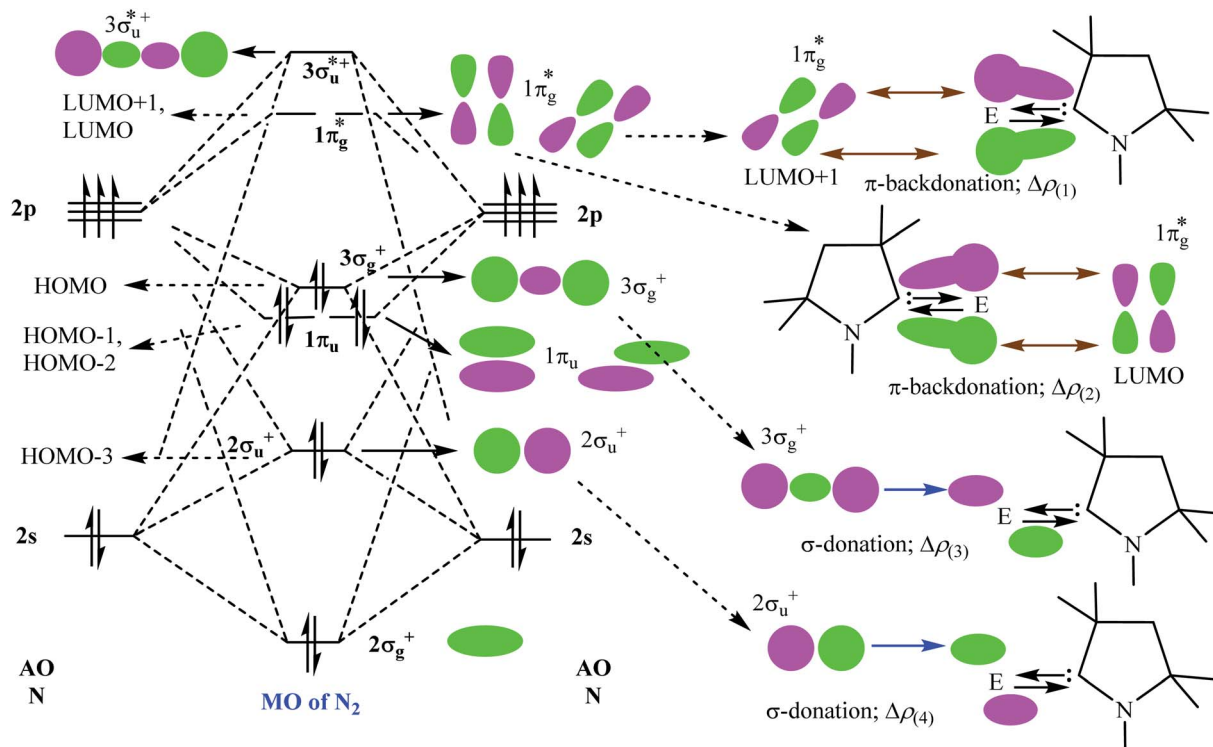 3σu*+
3σu*+
LUMO+1,
LUMO
1πg*
1πg*
2p
2p
3σg+
HOMO
3σg+
HOMO-1,
HOMO-2
1πu
1πu
2σu+
HOMO-3
2σu+
2s
2s
2σg+
AO
N
MO of N2
AO
N
1πg*
LUMO+1
E
N
π-backdonation; Δρ(1)
1πg*
E
N
LUMO
π-backdonation; Δρ(2)
3σg+
E
N
σ-donation; Δρ(3)
2σu+
E
N
σ-donation; Δρ(4)